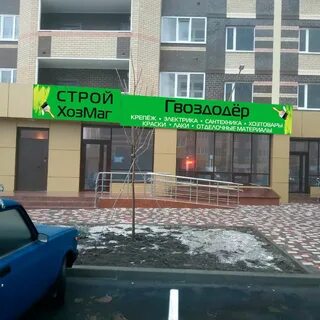 СТРОЙ
ХозМаг
Гвоздодёр
КРЕПЁЖ • ЭЛЕКТРИКА • САНТЕХНИКА • ХОЗТОВАРЫ
КРАСКИ • ЛАКИ • ОТДЕЛОЧНЫЕ МАТЕРИАЛЫ